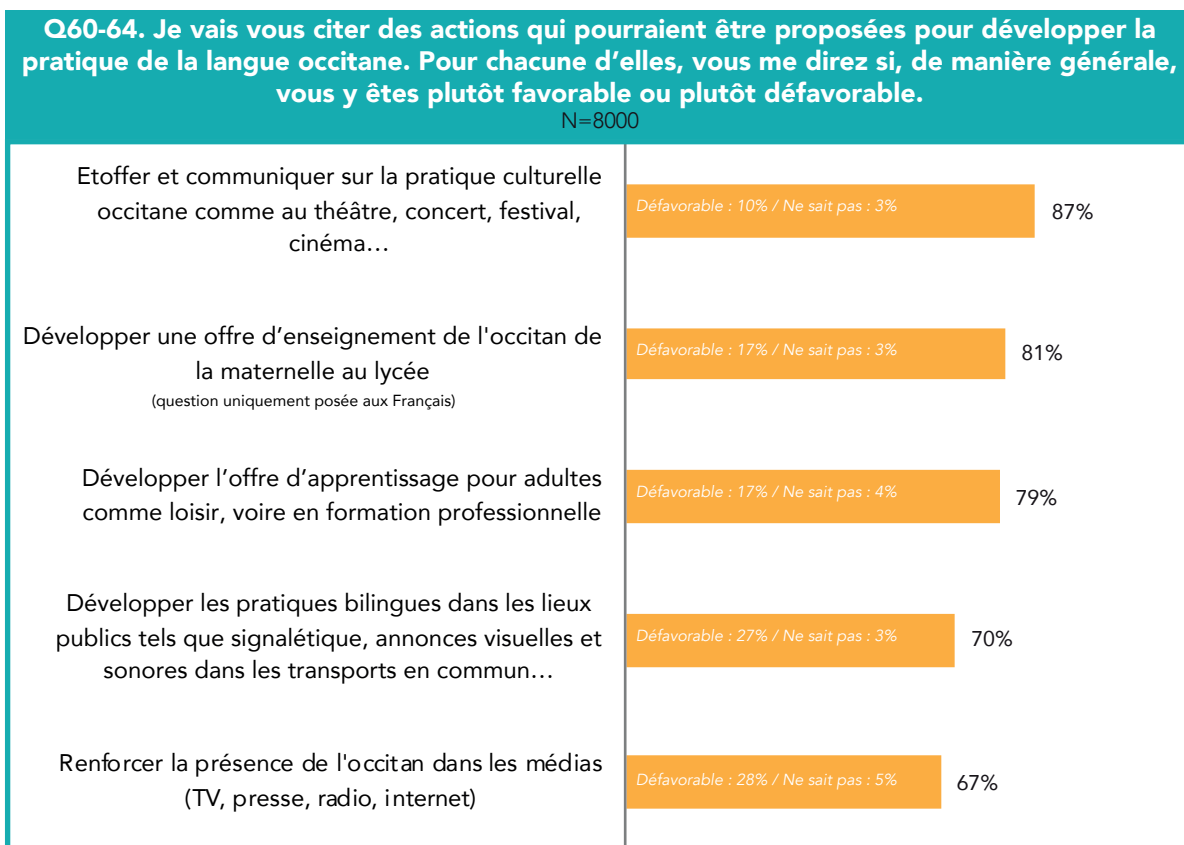 Q60-64. Je vais vous citer des actions qui pourraient être proposées pour développer la
pratique de la langue occitane. Pour chacune d'elles, vous me direz si, de manière générale,
vous y êtes plutôt favorable ou plutôt défavorable.
N=8000
Etoffer et communiquer sur la pratique culturelle
occitane comme au théâtre, concert, festival,
cinéma…
Défavorable : 10% / Ne sait pas : 3%
87%
Développer une offre d'enseignement de l'occitan de
la maternelle au lycée
(question uniquement posée aux Français)
Défavorable : 17% / Ne sait pas : 3%
81%
Développer l'offre d'apprentissage pour adultes
comme loisir, voire en formation professionnelle
Défavorable : 17% / Ne sait pas : 4%
79%
Développer les pratiques bilingues dans les lieux
publics tels que signalétique, annonces visuelles et
sonores dans les transports en commun…
Défavorable : 27% / Ne sait pas : 3%
70%
Renforcer la présence de l'occitan dans les médias
(TV, presse, radio, internet)
Défavorable : 28% / Ne sait pas : 5%
67%